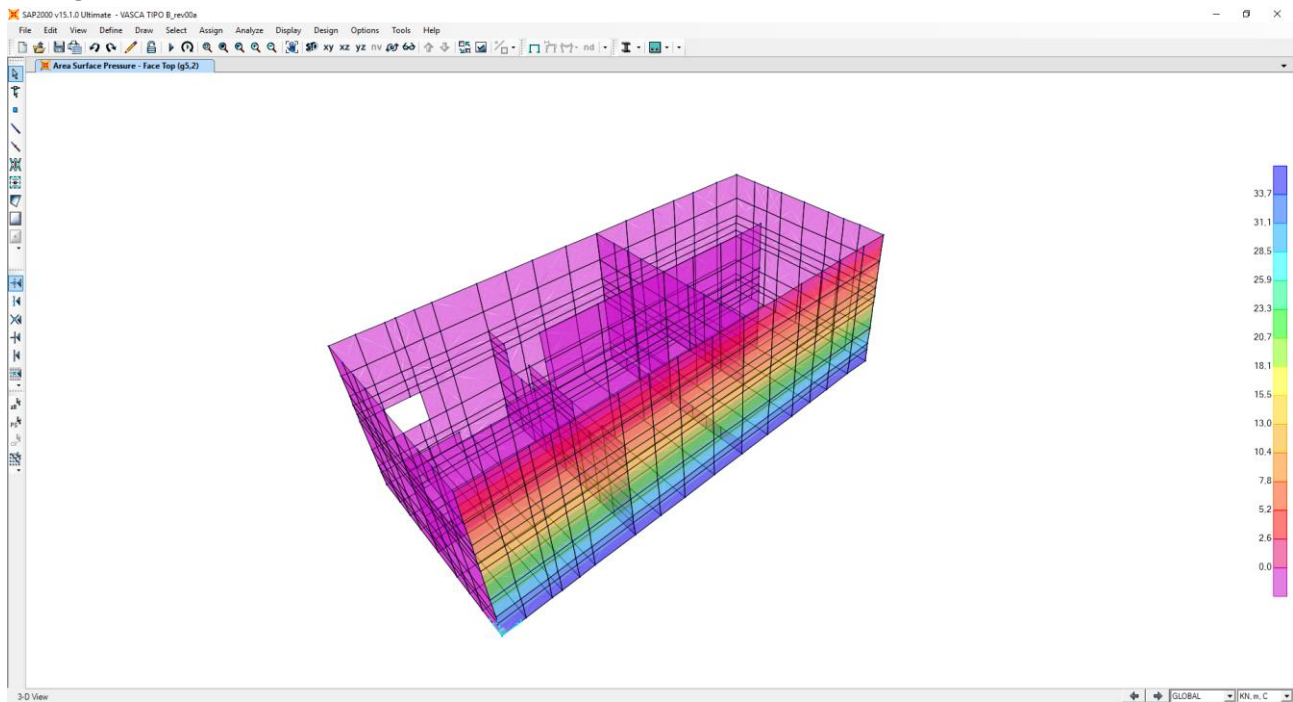 SAP2000 v15.1.0 Ultimate - VASCA TIPO B_rev00a
File Edit View Define Draw Select Assign Analyze Display Design Options Tools Help
xy xz yz nv nd
Area Surface Pressure - Face Top (g5,2)
33,7
31,1
28,5
25,9
23,3
20,7
18,1
15,5
13,0
10,4
7,8
5,2
2,6
0,0
3-D View
GLOBAL
KN, m, C